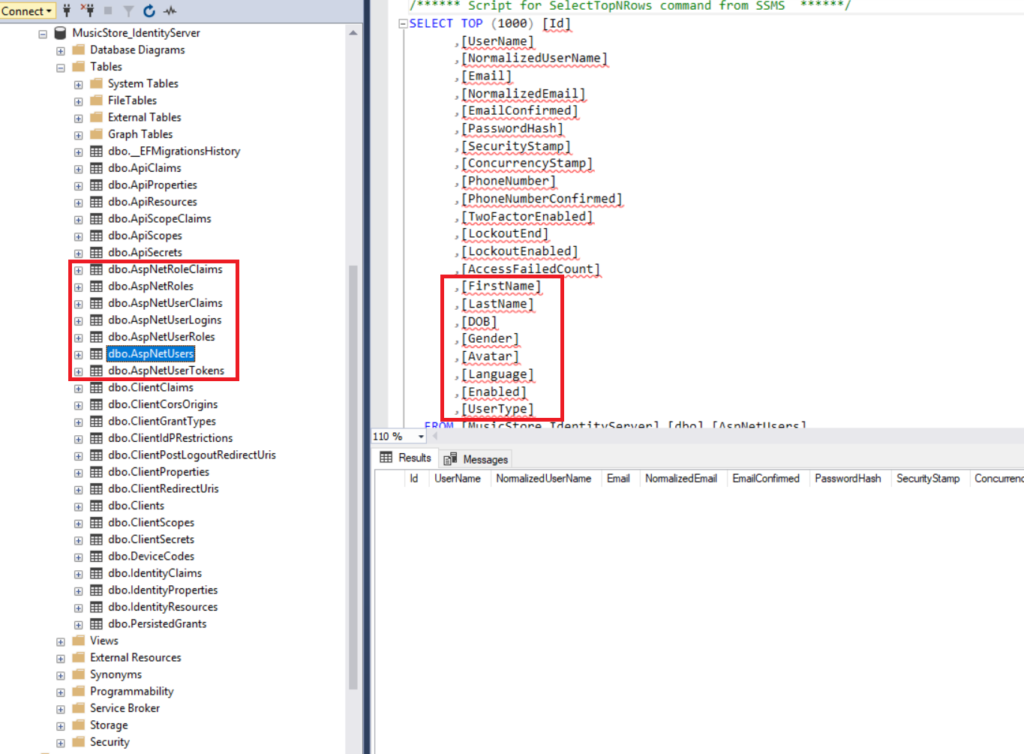 Connect
MusicStore_IdentityServer
Database Diagrams
Tables
System Tables
FileTables
External Tables
Graph Tables
dbo.__EFMigrationsHistory
dbo.ApiClaims
dbo.ApiProperties
dbo.ApiResources
dbo.ApiScopeClaims
dbo.ApiScopes
dbo.ApiSecrets
dbo.AspNetRoleClaims
dbo.AspNetRoles
dbo.AspNetUserClaims
dbo.AspNetUserLogins
dbo.AspNetUserRoles
dbo.AspNetUsers
dbo.AspNetUserTokens
dbo.ClientClaims
dbo.ClientCorsOrigins
dbo.ClientGrantTypes
dbo.ClientIdPRestrictions
dbo.ClientPostLogoutRedirectUris
dbo.ClientProperties
dbo.ClientRedirectUris
dbo.Clients
dbo.ClientScopes
dbo.ClientSecrets
dbo.DeviceCodes
dbo.IdentityClaims
dbo.IdentityProperties
dbo.IdentityResources
dbo.PersistedGrants
Views
External Resources
Synonyms
Programmability
Service Broker
Storage
Security
/****** Script for SelectTopNRows command from SSMS ******/
SELECT TOP (1000) [Id]
,[UserName]
,[NormalizedUserName]
,[Email]
,[NormalizedEmail]
,[EmailConfirmed]
,[PasswordHash]
,[SecurityStamp]
,[ConcurrencyStamp]
,[PhoneNumber]
,[PhoneNumberConfirmed]
,[TwoFactorEnabled]
,[LockoutEnd]
,[LockoutEnabled]
,[AccessFailedCount]
,[FirstName]
,[LastName]
,[DOB]
,[Gender]
,[Avatar]
,[Language]
,[Enabled]
,[UserType]
FROM [MusicStore_IdentityServer].[dbo].[AspNetUsers]
110 %
Results Messages
Id UserName NormalizedUserName Email NormalizedEmail EmailConfirmed PasswordHash SecurityStamp Concurrenc